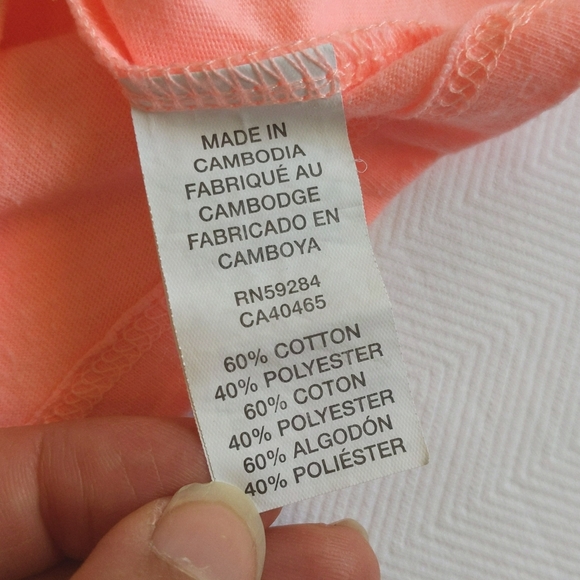 MADE IN
CAMBODIA
FABRIQUÉ AU
CAMBODGE
FABRICADO EN
CAMBOYA
RN59284
CA40465
60% COTTON
40% POLYESTER
60% COTON
40% POLYESTER
60% ALGODÓN
40% POLIÉSTER